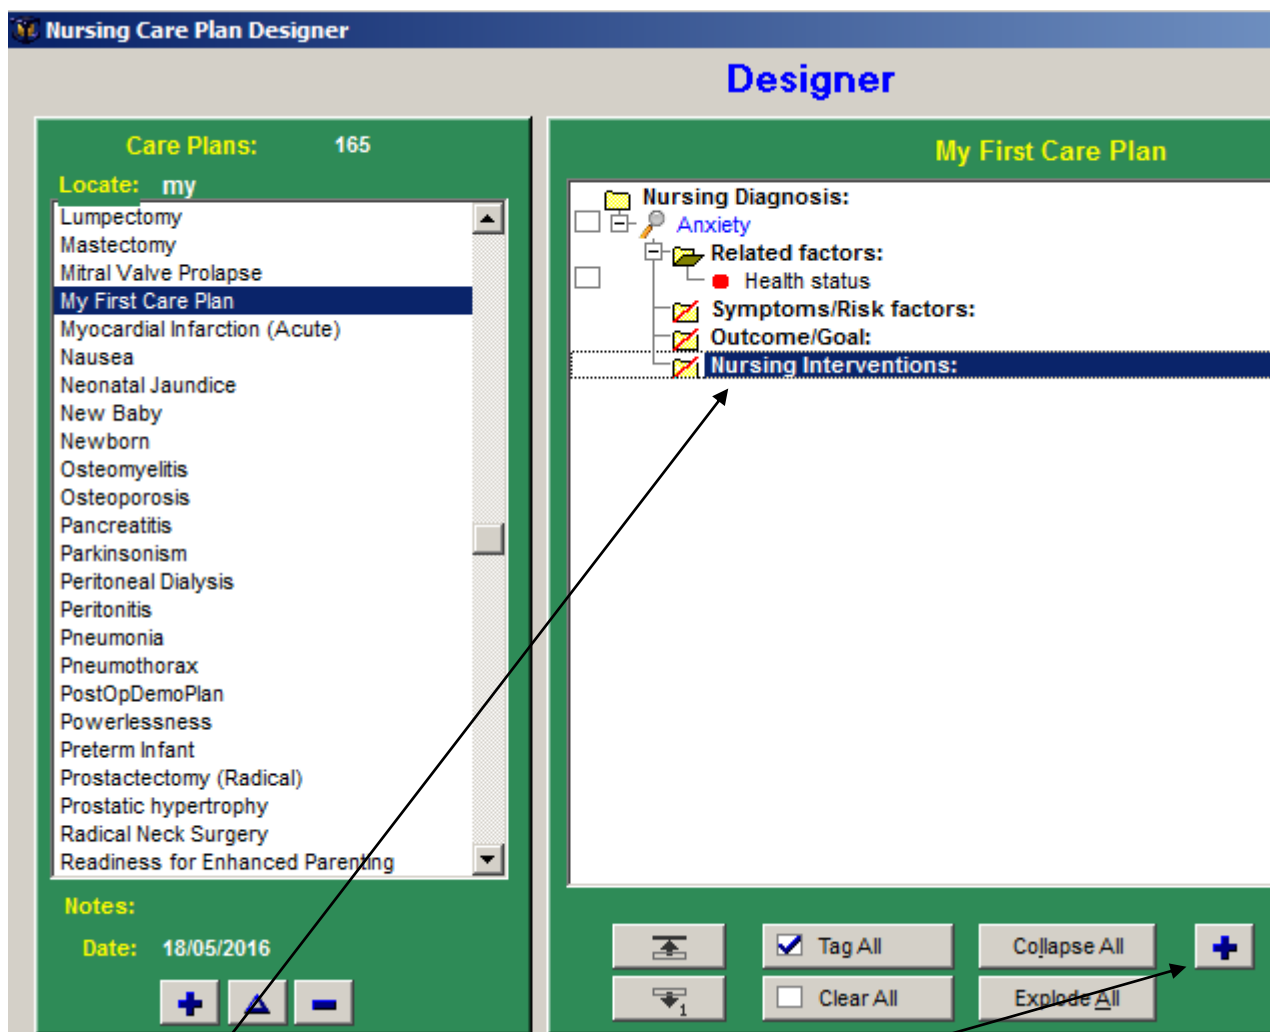 Nursing Care Plan Designer
Designer
Care Plans: 165
Locate: my
Lumpectomy
Mastectomy
Mitral Valve Prolapse
My First Care Plan
Myocardial Infarction (Acute)
Nausea
Neonatal Jaundice
New Baby
Newborn
Osteomyelitis
Osteoporosis
Pancreatitis
Parkinsonism
Peritoneal Dialysis
Peritonitis
Pneumonia
Pneumothorax
PostOpDemoPlan
Powerlessness
Preterm Infant
Prostactectomy (Radical)
Prostatic hypertrophy
Radical Neck Surgery
Readiness for Enhanced Parenting
Notes:
Date: 18/05/2016
My First Care Plan
Nursing Diagnosis:
Anxiety
Related factors:
Health status
Symptoms/Risk factors:
Outcome/Goal:
Nursing Interventions:
Tag All
Collapse All
1
Clear All
Explode All